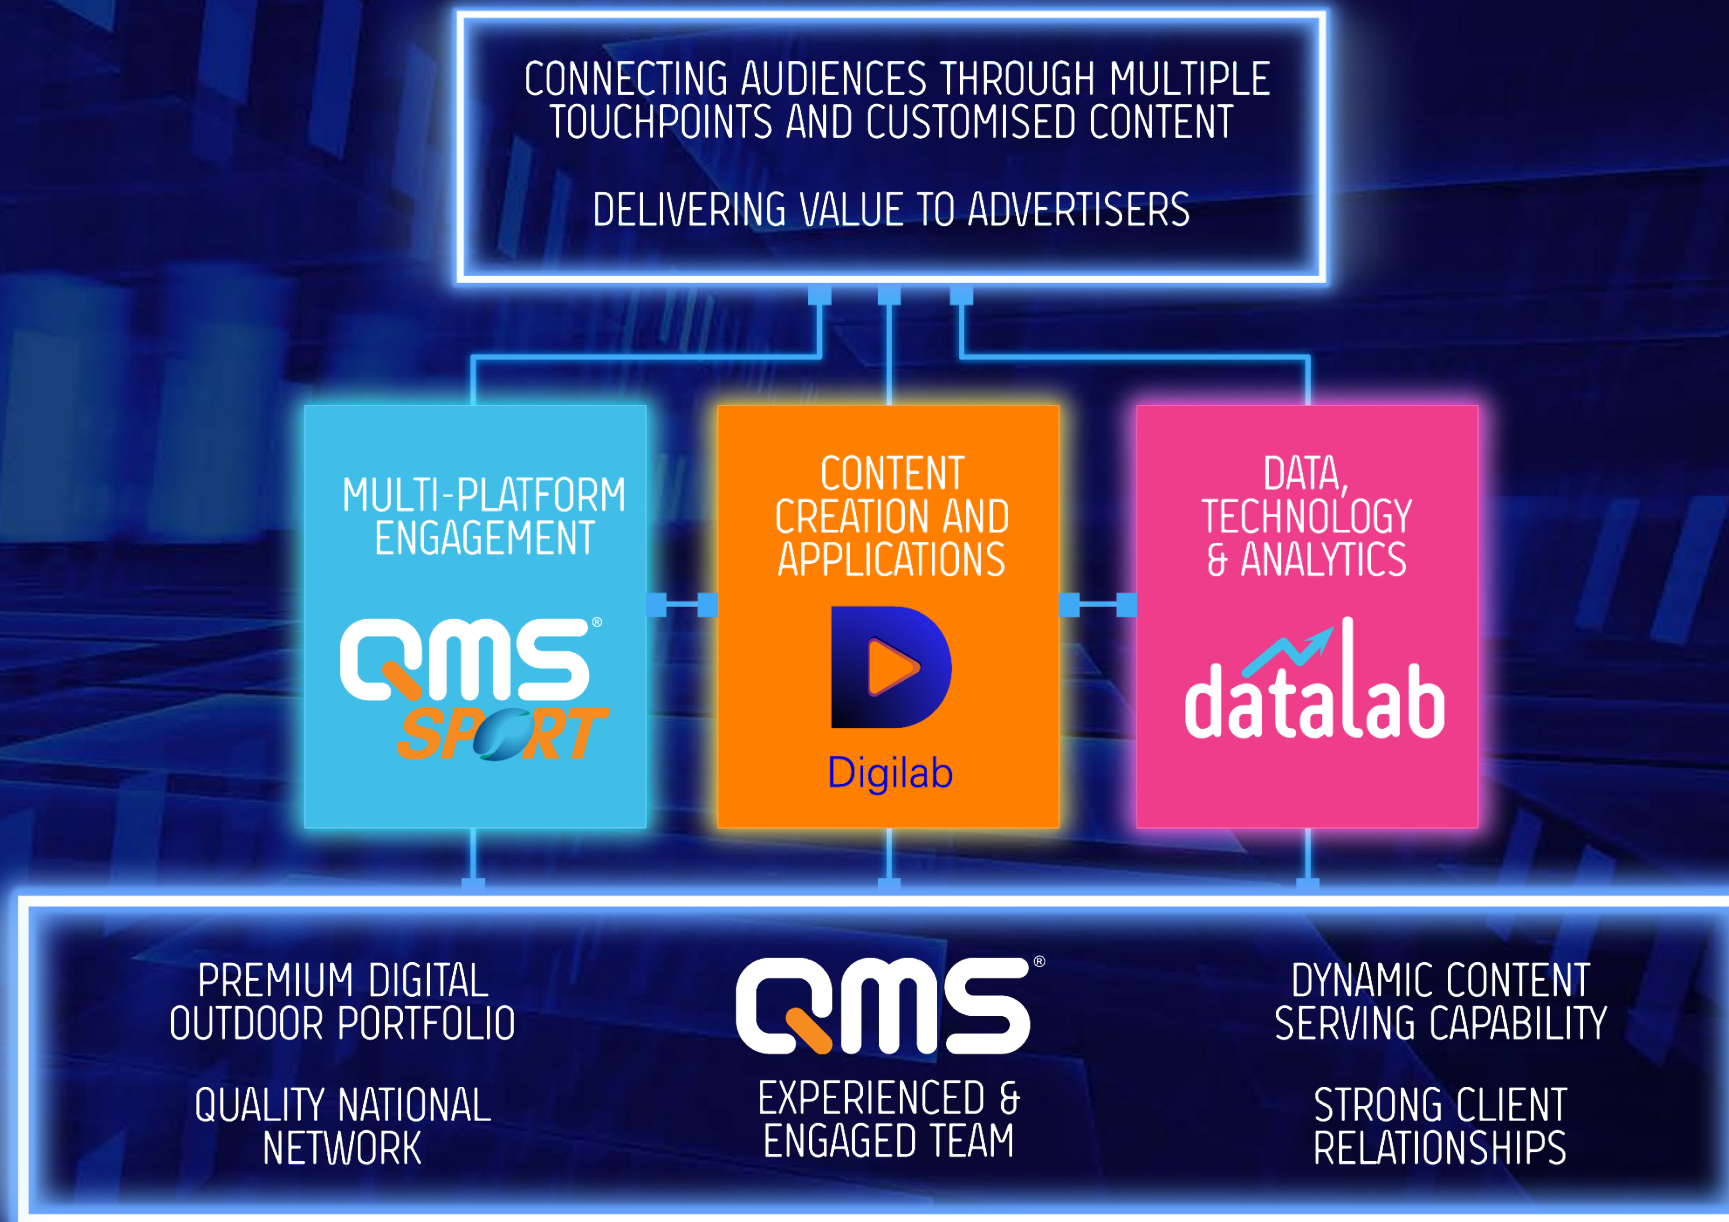 CONNECTING AUDIENCES THROUGH MULTIPLE
TOUCHPOINTS AND CUSTOMISED CONTENT
DELIVERING VALUE TO ADVERTISERS
MULTI-PLATFORM
ENGAGEMENT
QMS®
SPORT
CONTENT
CREATION AND
APPLICATIONS
Digilab
DATA,
TECHNOLOGY
& ANALYTICS
datalab
PREMIUM DIGITAL
OUTDOOR PORTFOLIO
QUALITY NATIONAL
NETWORK
QMS®
EXPERIENCED &
ENGAGED TEAM
DYNAMIC CONTENT
SERVING CAPABILITY
STRONG CLIENT
RELATIONSHIPS